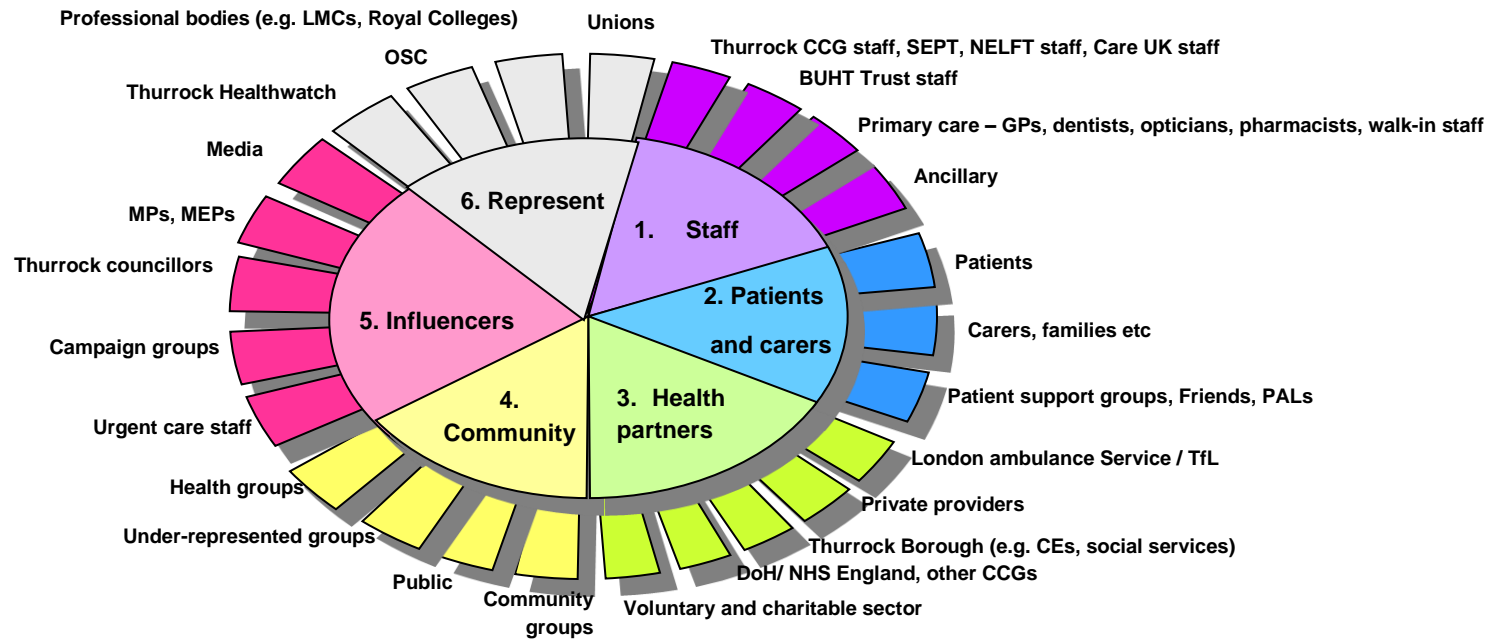 Professional bodies (e.g. LMCs, Royal Colleges)
Unions
OSC
Thurrock CCG staff, SEPT, NELFT staff, Care UK staff
BUHT Trust staff
Thurrock Healthwatch
Primary care – GPs, dentists, opticians, pharmacists, walk-in staff
Media
Ancillary
6. Represent
1. Staff
MPs, MEPs
Thurrock councillors
Patients
2. Patients
and carers
5. Influencers
Carers, families etc
Campaign groups
Patient support groups, Friends, PALs
4.
Community
3. Health
partners
Urgent care staff
London ambulance Service / TfL
Health groups
Private providers
Under-represented groups
Thurrock Borough (e.g. CEs, social services)
DoH/ NHS England, other CCGs
Public
Community
groups
Voluntary and charitable sector